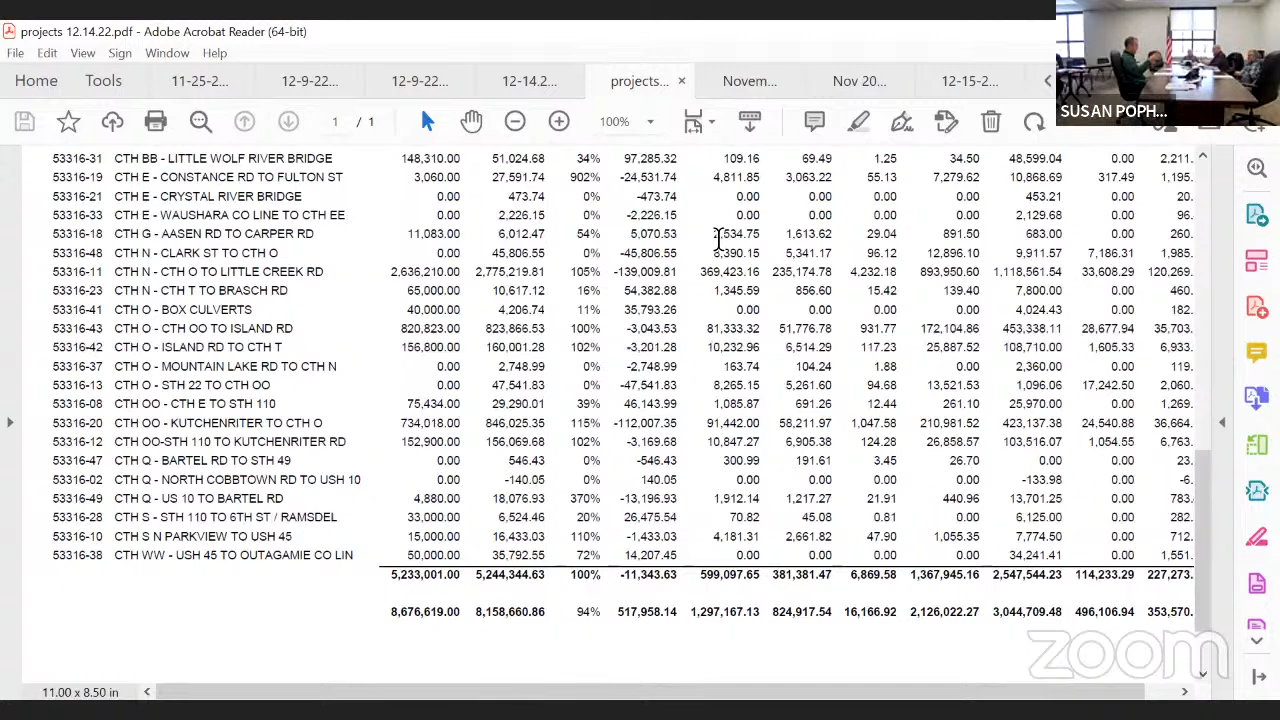 projects 12.14.22.pdf - Adobe Acrobat Reader (64-bit)
File Edit View Sign Window Help
Home Tools 11-25-2... 12-9-22... 12-9-22... 12-14.2... projects... × Novem... Nov 20... 12-15-2...
SUSAN POPH...
1 / 1 100%
53316-31 CTH BB - LITTLE WOLF RIVER BRIDGE 148,310.00 51,024.68 34% 97,285.32 109.16 69.49 1.25 34.50 48,599.04 0.00 2,211.
53316-19 CTH E - CONSTANCE RD TO FULTON ST 3,060.00 27,591.74 902% -24,531.74 4,811.85 3,063.22 55.13 7,279.62 10,868.69 317.49 1,195.
53316-21 CTH E - CRYSTAL RIVER BRIDGE 0.00 473.74 0% -473.74 0.00 0.00 0.00 0.00 453.21 0.00 20.
53316-33 CTH E - WAUSHARA CO LINE TO CTH EE 0.00 2,226.15 0% -2,226.15 0.00 0.00 0.00 0.00 2,129.68 0.00 96.
53316-18 CTH G - AASEN RD TO CARPER RD 11,083.00 6,012.47 54% 5,070.53 2,534.75 1,613.62 29.04 891.50 683.00 0.00 260.
53316-48 CTH N - CLARK ST TO CTH O 0.00 45,806.55 0% -45,806.55 8,390.15 5,341.17 96.12 12,896.10 9,911.57 7,186.31 1,985.
53316-11 CTH N - CTH O TO LITTLE CREEK RD 2,636,210.00 2,775,219.81 105% -139,009.81 369,423.16 235,174.76 4,232.18 893,950.60 1,118,561.54 33,608.29 120,269.
53316-23 CTH N - CTH T TO BRASCH RD 65,000.00 10,617.12 16% 54,382.88 1,345.59 856.60 15.42 139.40 7,800.00 0.00 460.
53316-41 CTH O - BOX CULVERTS 40,000.00 4,206.74 11% 35,793.26 0.00 0.00 0.00 0.00 4,024.43 0.00 182.
53316-43 CTH O - CTH OO TO ISLAND RD 820,823.00 823,866.53 100% -3,043.53 81,333.32 51,776.78 931.77 172,104.86 453,338.11 28,677.94 35,703.
53316-42 CTH O - ISLAND RD TO CTH T 156,800.00 160,001.28 102% -3,201.28 10,232.96 6,514.29 117.23 25,887.52 108,710.00 1,605.33 6,933.
53316-37 CTH O - MOUNTAIN LAKE RD TO CTH N 0.00 2,748.99 0% -2,748.99 163.74 104.24 1.88 0.00 2,360.00 0.00 119.
53316-13 CTH O - STH 22 TO CTH OO 0.00 47,541.83 0% -47,541.83 8,265.15 5,261.60 94.68 13,521.53 1,096.06 17,242.50 2,060.
53316-08 CTH OO - CTH E TO STH 110 75,434.00 29,290.01 39% 46,143.99 1,085.87 691.26 12.44 261.10 25,970.00 0.00 1,269.
53316-20 CTH OO - KUTCHENRITER TO CTH O 734,018.00 846,025.35 115% -112,007.35 91,442.00 58,211.97 1,047.58 210,981.52 423,137.38 24,540.88 36,664.
53316-12 CTH OO-STH 110 TO KUTCHENRITER RD 152,900.00 156,069.68 102% -3,169.68 10,847.27 6,905.38 124.28 26,858.57 103,516.07 1,054.55 6,763.
53316-47 CTH Q - BARTEL RD TO STH 49 0.00 546.43 0% -546.43 300.99 191.61 3.45 26.70 0.00 0.00 23.
53316-02 CTH Q - NORTH COBBTOWN RD TO USH 10 0.00 -140.05 0% 140.05 0.00 0.00 0.00 0.00 -133.98 0.00 -6.
53316-49 CTH Q - US 10 TO BARTEL RD 4,880.00 18,076.93 370% -13,196.93 1,912.14 1,217.27 21.91 440.96 13,701.25 0.00 783.
53316-28 CTH S - STH 110 TO 6TH ST / RAMSDEL 33,000.00 6,524.46 20% 26,475.54 70.82 45.08 0.81 0.00 6,125.00 0.00 282.
53316-10 CTH S N PARKVIEW TO USH 45 15,000.00 16,433.03 110% -1,433.03 4,181.31 2,661.82 47.90 1,055.35 7,774.50 0.00 712.
53316-38 CTH WW - USH 45 TO OUTAGAMIE CO LIN 50,000.00 35,792.55 72% 14,207.45 0.00 0.00 0.00 0.00 34,241.41 0.00 1,551.
5,233,001.00 5,244,344.63 100% -11,343.63 599,097.65 381,381.47 6,869.58 1,367,945.16 2,547,544.23 114,233.29 227,273.
8,676,619.00 8,158,660.86 94% 517,958.14 1,297,167.13 824,917.54 16,166.92 2,126,022.27 3,044,709.48 496,106.94 353,570.
zoom
11.00 x 8.50 in